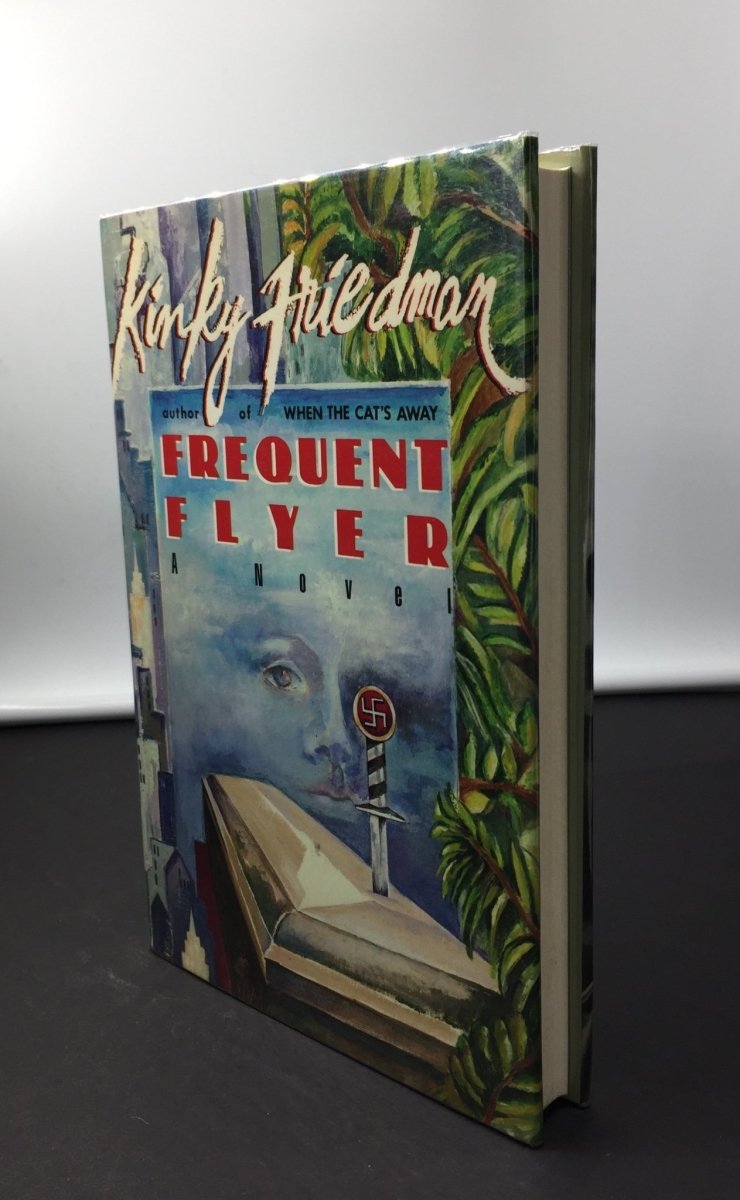 Kinky Friedman
author of WHEN THE CAT'S AWAY
FREQUENT
FLYER
A Novel